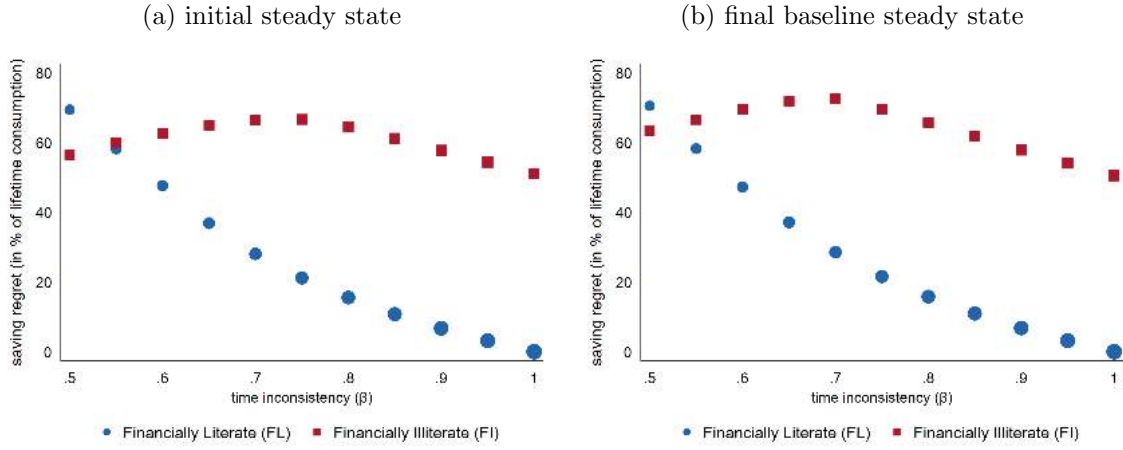 (a) initial steady state
saving regret (in % of lifetime consumption)
80
60
40
20
0
.5 .6 .7 .8 .9 1
time inconsistency (β)
Financially Literate (FL) Financially Illiterate (FI)
(b) final baseline steady state
saving regret (in % of lifetime consumption)
80
60
40
20
0
.5 .6 .7 .8 .9 1
time inconsistency (β)
Financially Literate (FL) Financially Illiterate (FI)